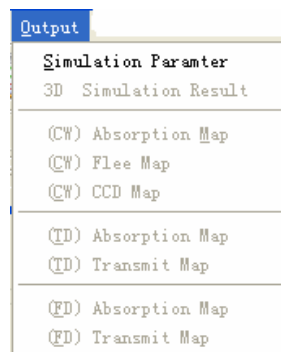 Output
Simulation Paramter
3D Simulation Result
(CW) Absorption Map
(CW) Flee Map
(CW) CCD Map
(TD) Absorption Map
(TD) Transmit Map
(FD) Absorption Map
(FD) Transmit Map